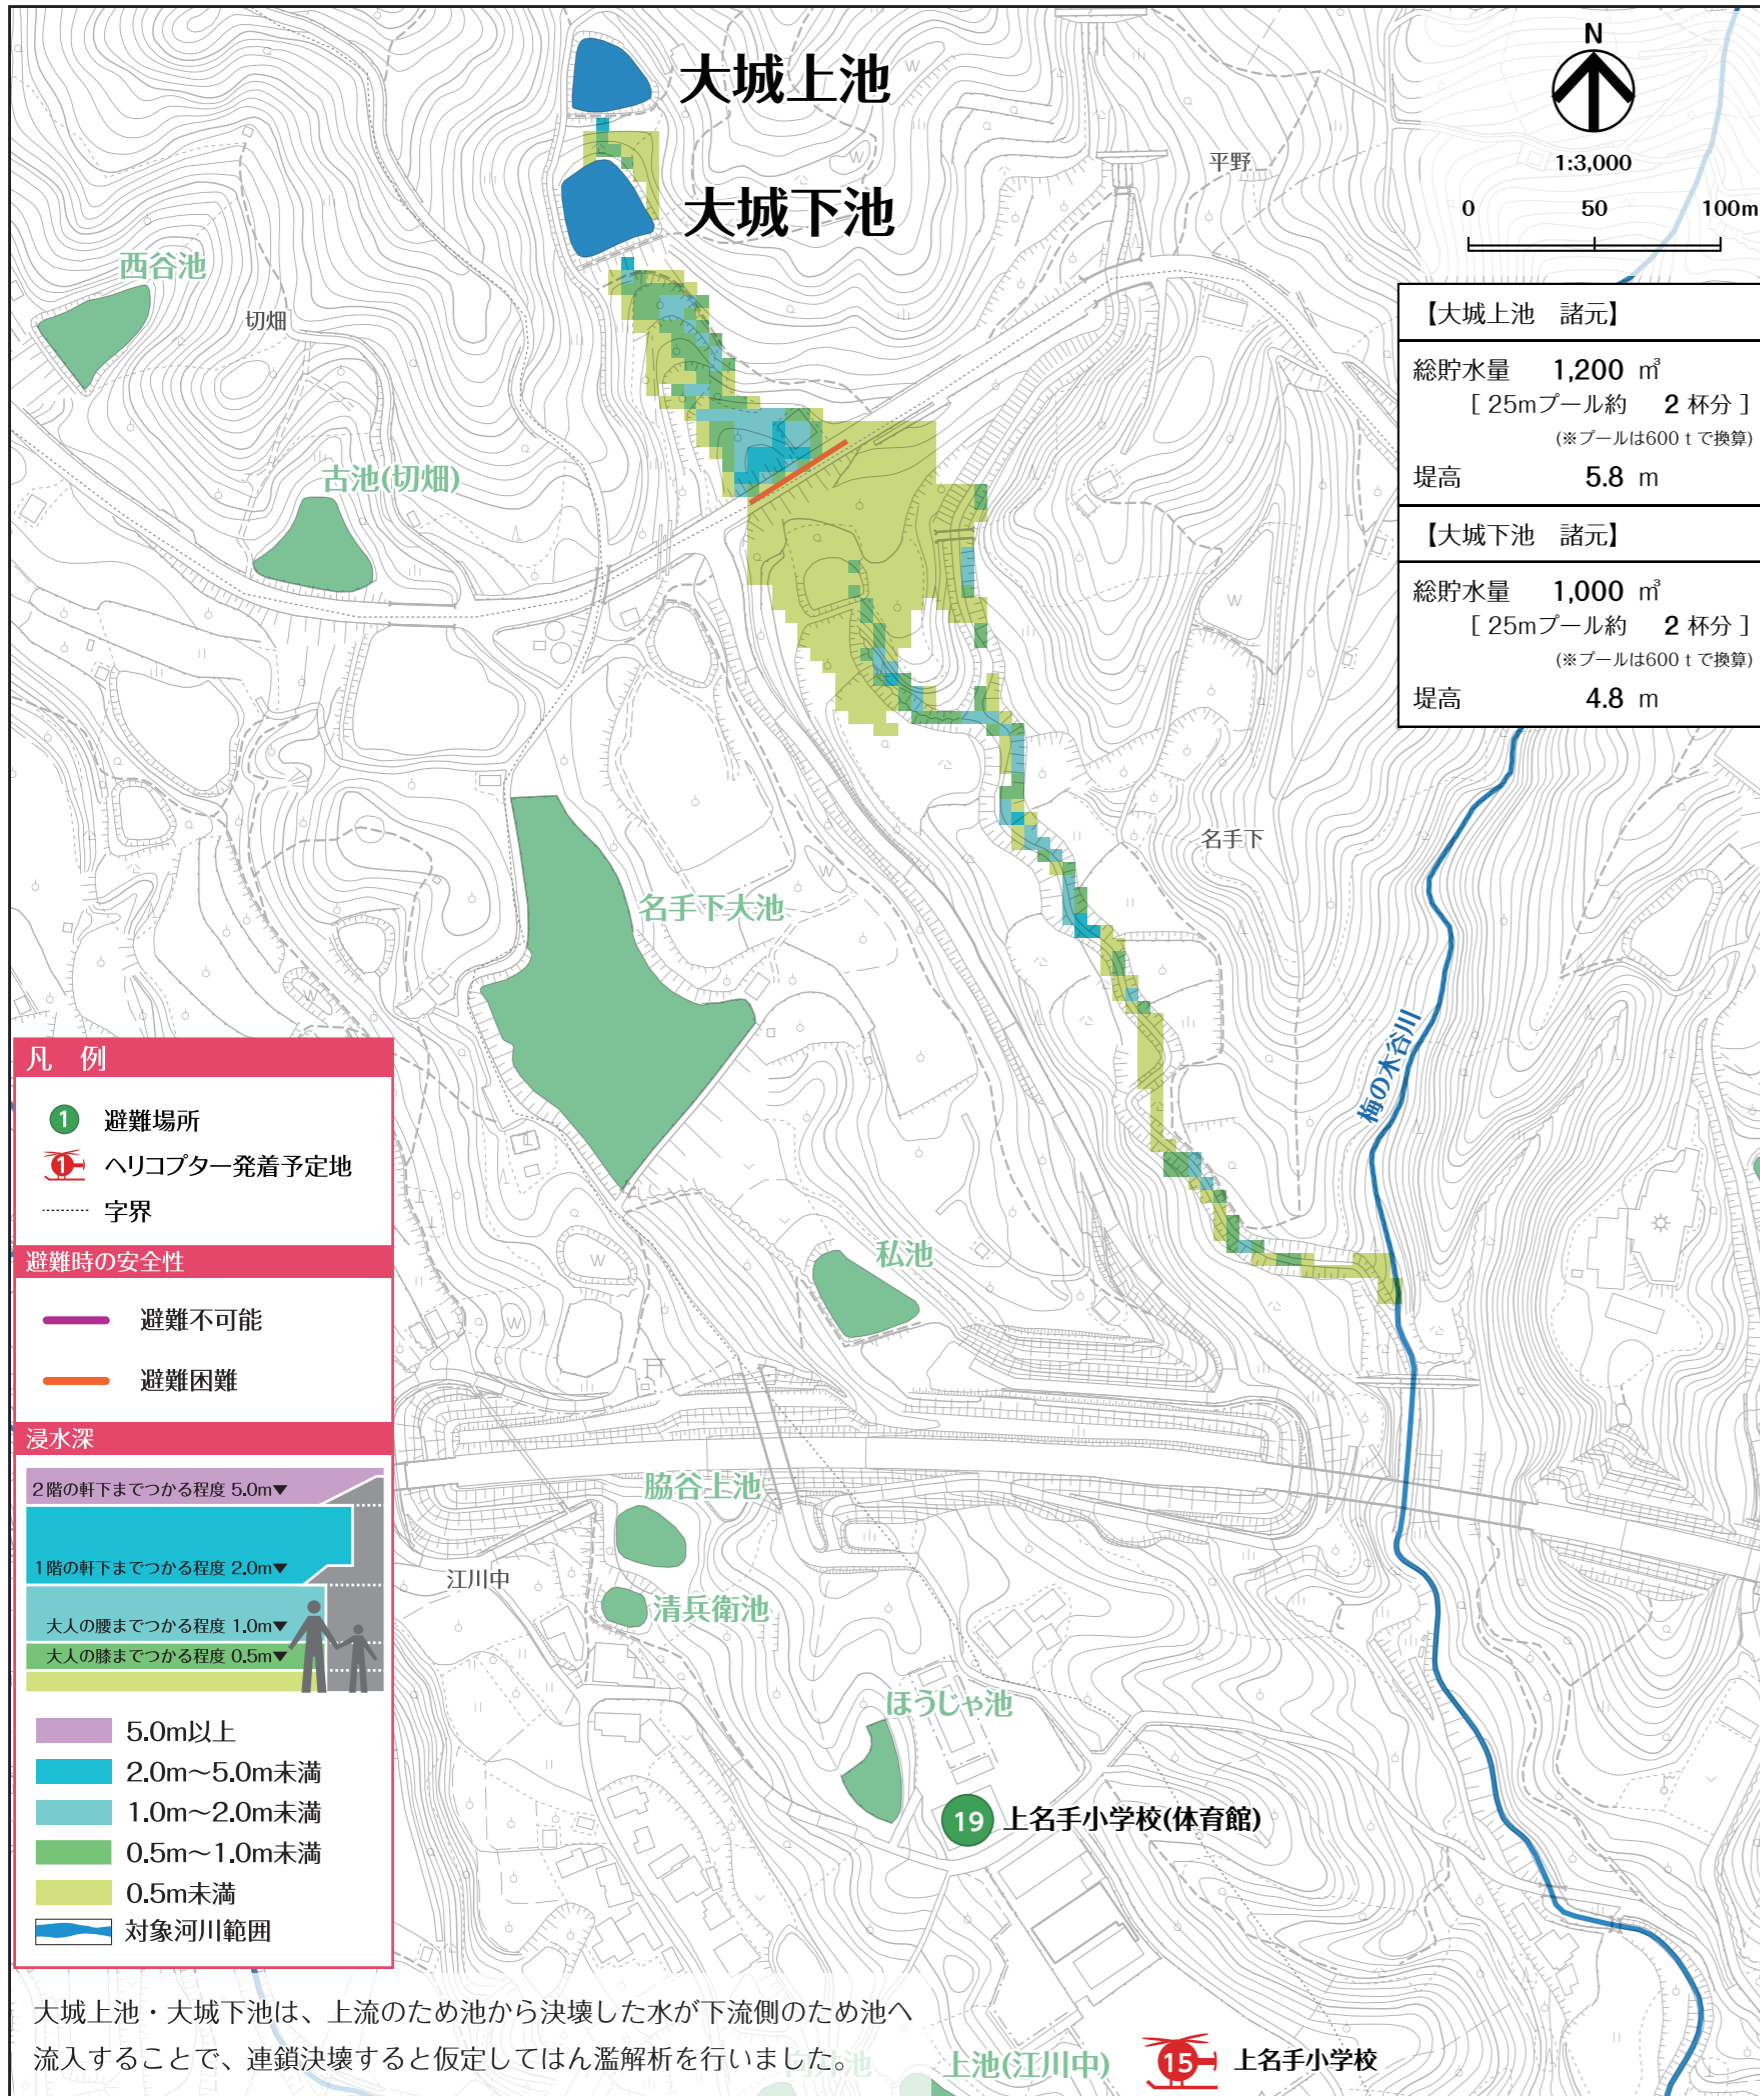 大城上池
N
1:3,000
0 50 100m
平野
大城下池
西谷池
切畑
【大城上池 諸元】
総貯水量 1,200 ㎥
[ 25mプール約 2 杯分 ]
(※プールは600ｔで換算)
堤高 5.8 m
【大城下池 諸元】
総貯水量 1,000 ㎥
[ 25mプール約 2 杯分 ]
(※プールは600ｔで換算)
堤高 4.8 m
古池(切畑)
名手下
名手下大池
梅の木谷川
私池
脇谷上池
江川中
清兵衛池
ほうじゃ池
19 上名手小学校(体育館)
凡 例
1 避難場所
1 ヘリコプター発着予定地
字界
避難時の安全性
避難不可能
避難困難
浸水深
2階の軒下までつかる程度 5.0m▼
1階の軒下までつかる程度 2.0m▼
大人の腰までつかる程度 1.0m▼
大人の膝までつかる程度 0.5m▼
5.0m以上
2.0m～5.0m未満
1.0m～2.0m未満
0.5m～1.0m未満
0.5m未満
対象河川範囲
大城上池・大城下池は、上流のため池から決壊した水が下流側のため池へ
流入することで、連鎖決壊すると仮定してはん濫解析を行いました。
上池(江川中)
15 上名手小学校